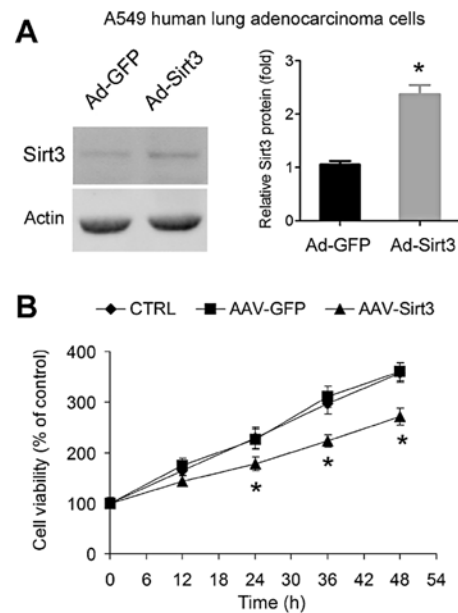 A549 human lung adenocarcinoma cells
A
Ad-GFP
Ad-Sirt3
Sirt3
Actin
Relative Sirt3 protein (fold)
3
2
1
0
*
Ad-GFP Ad-Sirt3
B
CTRL AAV-GFP AAV-Sirt3
Cell viability (% of control)
400
300
200
100
0
* * *
0 6 12 18 24 30 36 42 48 54
Time (h)